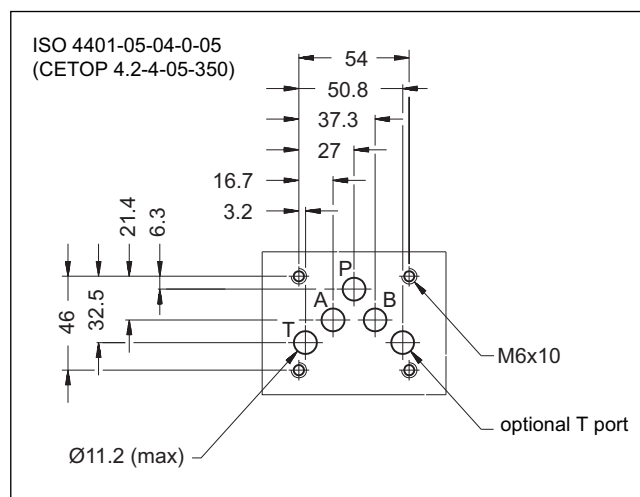 ISO 4401-05-04-0-05
(CETOP 4.2-4-05-350)
54
50.8
37.3
27
16.7
3.2
21.4
6.3
46
32.5
P
A
B
T
M6x10
optional T port
Ø11.2 (max)